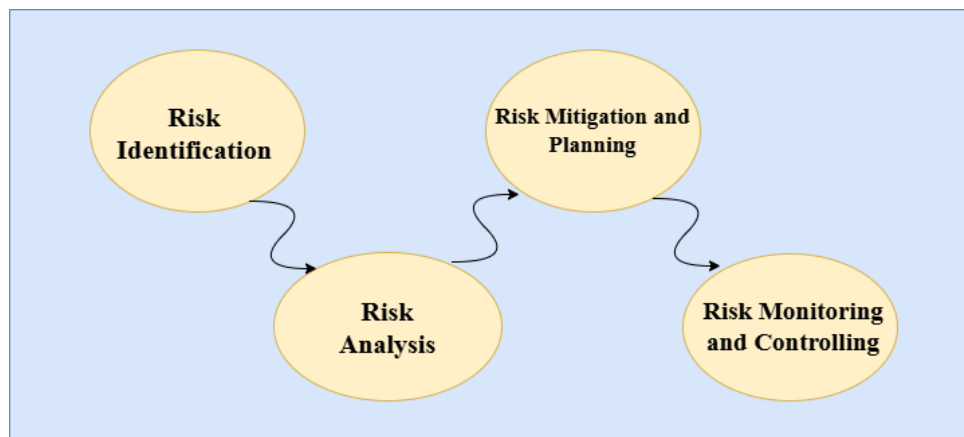 Risk
Identification
Risk
Analysis
Risk Mitigation and
Planning
Risk Monitoring
and Controlling